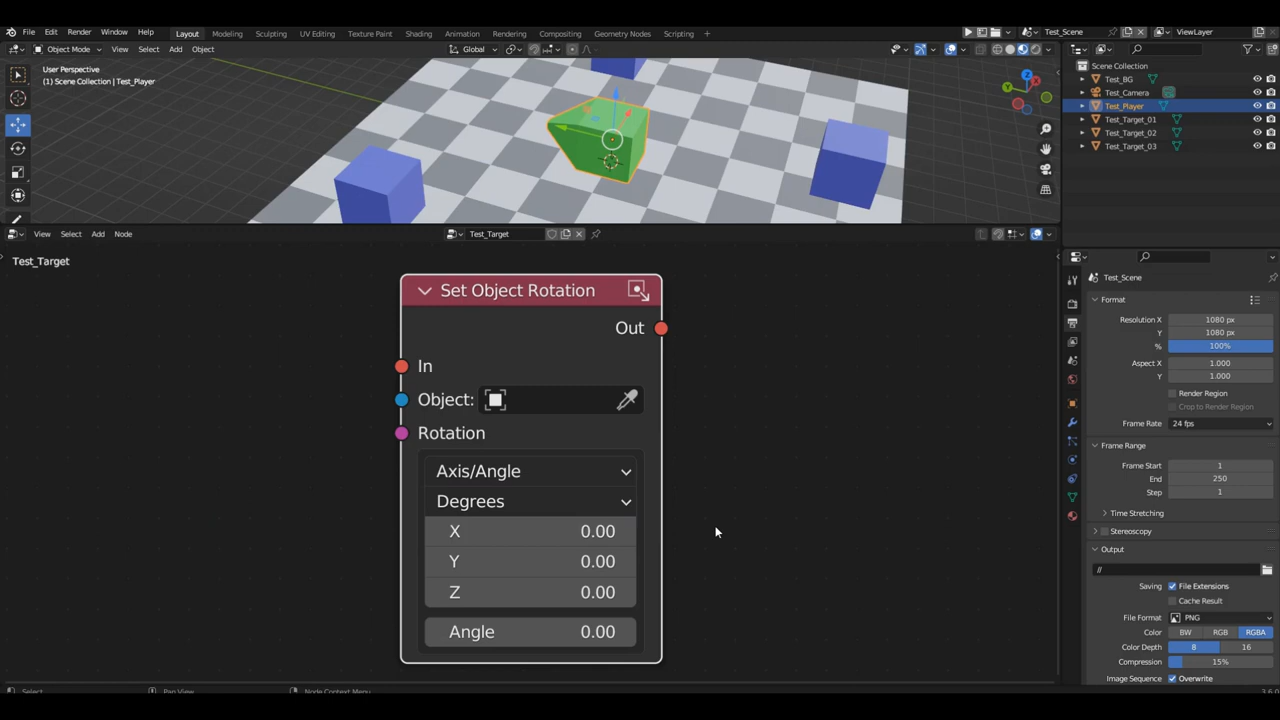 File Edit Render Window Help Layout Modeling Sculpting UV Editing Texture Paint Shading Animation Rendering Compositing Geometry Nodes Scripting Test_Scene ViewLayer
Object Mode View Select Add Object Global
User Perspective
(1) Scene Collection | Test_Player
Z
Y
X
Scene Collection
Test_BG
Test_Camera
Test_Player
Test_Target_01
Test_Target_02
Test_Target_03
View Select Add Node Test_Target
Test_Target
Set Object Rotation
Out
In
Object:
Rotation
Axis/Angle
Degrees
X 0.00
Y 0.00
Z 0.00
Angle 0.00
Test_Scene
Format
Resolution X 1080 px
Y 1080 px
% 100%
Aspect X 1.000
Y 1.000
Render Region
Crop to Render Region
Frame Rate 24 fps
Frame Range
Frame Start 1
End 250
Step 1
Time Stretching
Stereoscopy
Output
//
Saving File Extensions
Cache Result
File Format PNG
Color BW RGB RGBA
Color Depth 8 16
Compression 15%
Image Sequence Overwrite
Select Pan View Node Context Menu